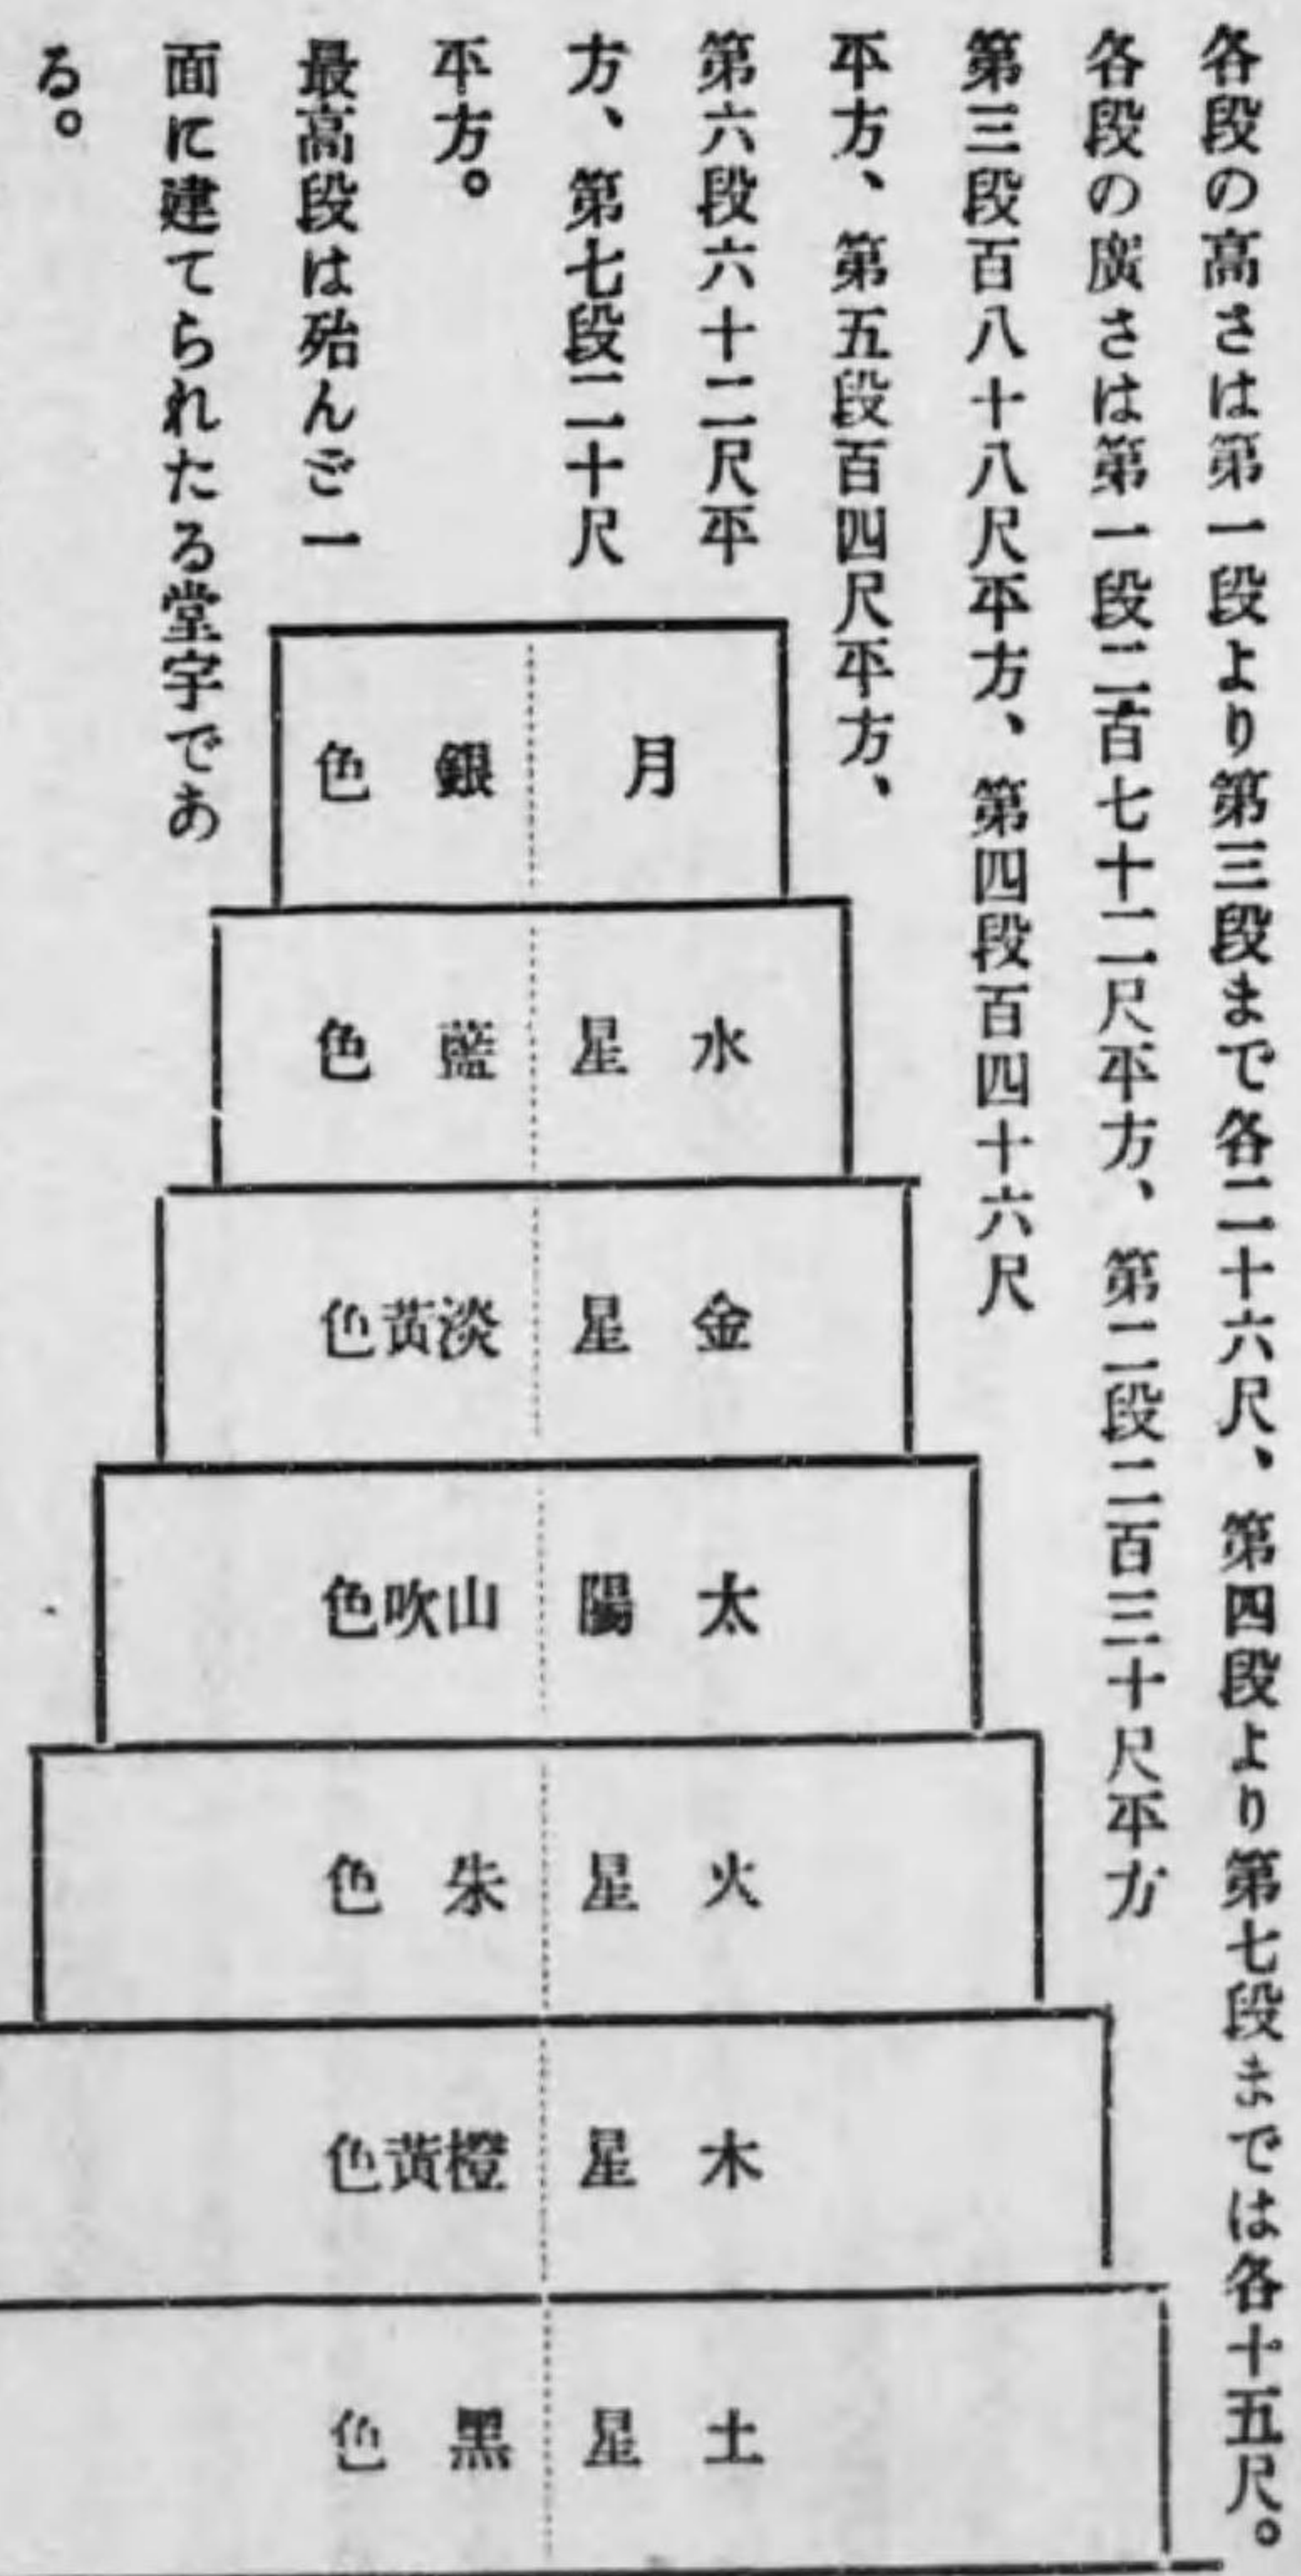 各段の高さは第一段より第三段まで各二十六尺、第四段より第七段までは各十五尺。
各段の廣さは第一段二百七十二尺平方、第二段二百三十尺平方
第三段百八十八尺平方、第四段百四十六尺
平方、第五段百四尺平方、
第六段六十二尺平
方、第七段二十尺
平方。
最高段は殆んど一
面に建てられたる堂宇であ
る。
月　銀色
水星　藍色
金星　淡黄色
太陽　山吹色
火星　朱色
木星　橙黄色
土星　黑色